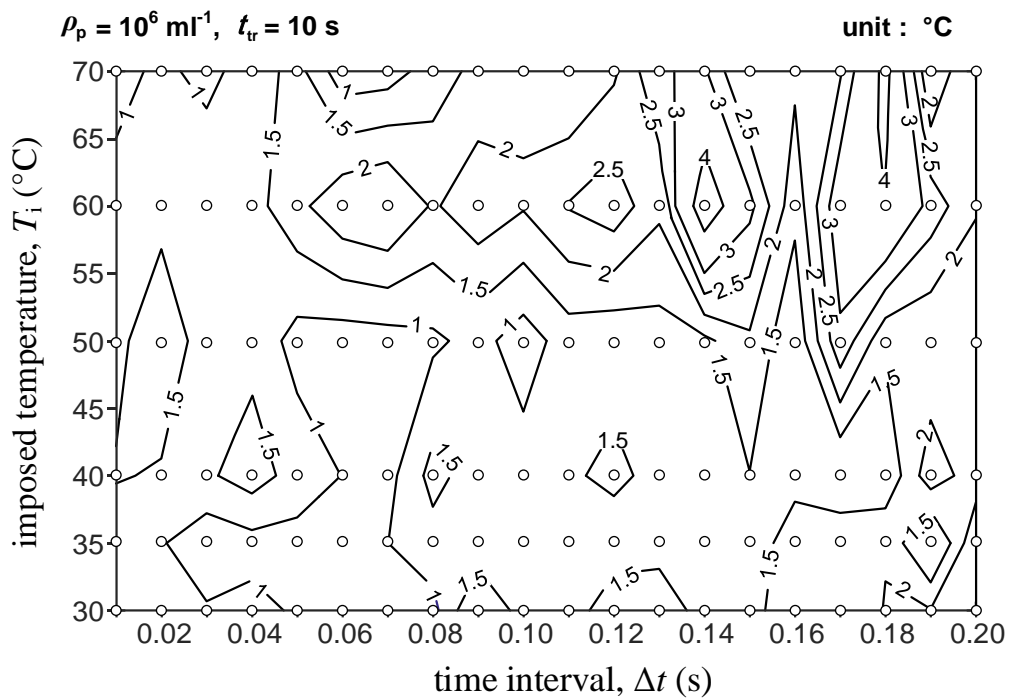 ρp = 10⁶ ml⁻¹, ttr = 10 s unit : °C
70
65
60
55
50
45
40
35
30
imposed temperature, Ti (°C)
1 1 1 1.5 1.5 2 2 2.5 2.5 3 3 2.5 4 4 3 2 2.5
2 3 2.5 2 2 3 2.5 2
1.5 1.5 2 1.5 1 1 1.5 1.5
1.5 1 1.5 1.5 1.5 2
1 1 1.5 1.5 1.5 1.5 2
0.02 0.04 0.06 0.08 0.10 0.12 0.14 0.16 0.18 0.20
time interval, Δt (s)